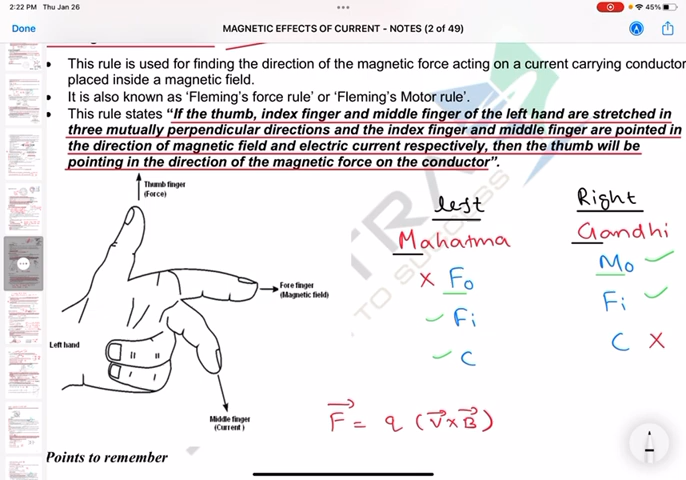 2:22 PM Thu Jan 26
45%
Done
MAGNETIC EFFECTS OF CURRENT - NOTES (2 of 49)
• This rule is used for finding the direction of the magnetic force acting on a current carrying conductor
placed inside a magnetic field.
• It is also known as 'Fleming's force rule' or 'Fleming's Motor rule'.
• This rule states "If the thumb, index finger and middle finger of the left hand are stretched in
three mutually perpendicular directions and the index finger and middle finger are pointed in
the direction of magnetic field and electric current respectively, then the thumb will be
pointing in the direction of the magnetic force on the conductor".
Thumb finger
(Force)
Fore finger
(Magnetic field)
Left hand
Middle finger
(Current )
left
Mahatma
× Fo
✓ Fi
✓ C
Right
Gandhi
Mo ✓
Fi ✓
C ×
F = q (V×B)
TO SUCCESS
Points to remember